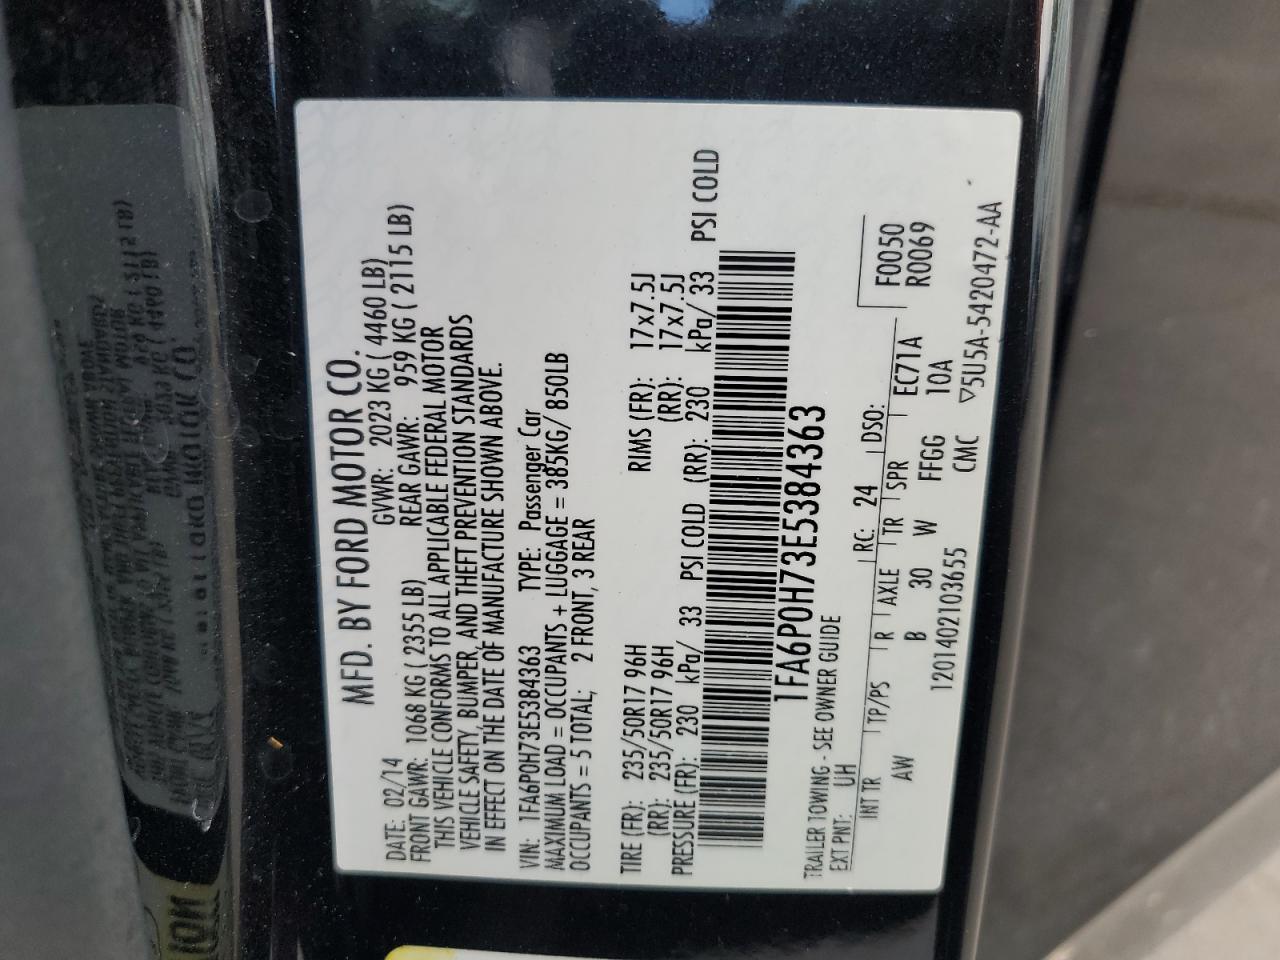 MFD. BY FORD MOTOR CO.
DATE: 02/14 GVWR: 2023 KG ( 4460 LB)
FRONT GAWR: 1068 KG ( 2355 LB) REAR GAWR: 959 KG ( 2115 LB)
THIS VEHICLE CONFORMS TO ALL APPLICABLE FEDERAL MOTOR
VEHICLE SAFETY, BUMPER, AND THEFT PREVENTION STANDARDS
IN EFFECT ON THE DATE OF MANUFACTURE SHOWN ABOVE.
VIN: 1FA6P0H73E5384363 TYPE: Passenger Car
MAXIMUM LOAD = OCCUPANTS + LUGGAGE = 385KG/ 850LB
OCCUPANTS = 5 TOTAL; 2 FRONT, 3 REAR
TIRE (FR): 235/50R17 96H RIMS (FR): 17x7.5J
(RR): 235/50R17 96H (RR): 17x7.5J
PRESSURE (FR): 230 kPa/ 33 PSI COLD (RR): 230 kPa/ 33 PSI COLD
1FA6P0H73E5384363
TRAILER TOWING - SEE OWNER GUIDE
EXT PNT: UH RC: 24 DSO: F0050
INT TR TP/PS R AXLE TR SPR EC71A R0069
AW B 30 W FFGG 10A
1201402103655 CMC ▽5U5A-5420472-AA